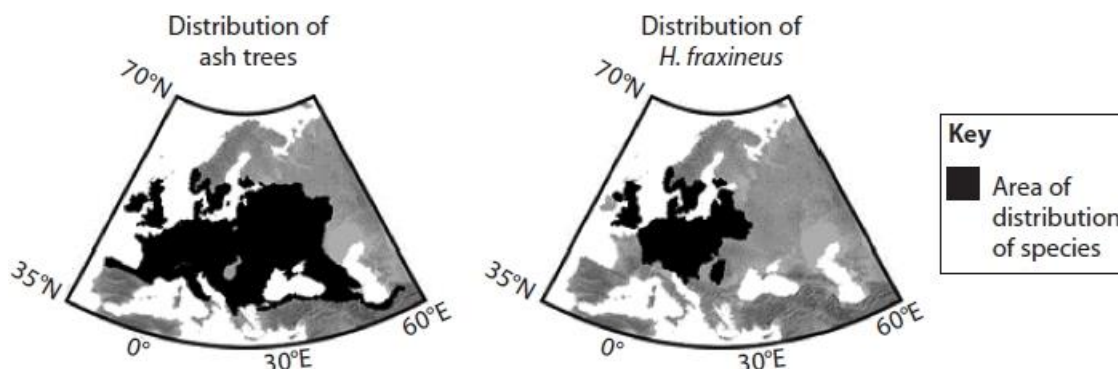 Distribution of
ash trees
70°N
35°N
0°
30°E
60°E
Distribution of
H. fraxineus
70°N
35°N
0°
30°E
60°E
Key
Area of
distribution
of species